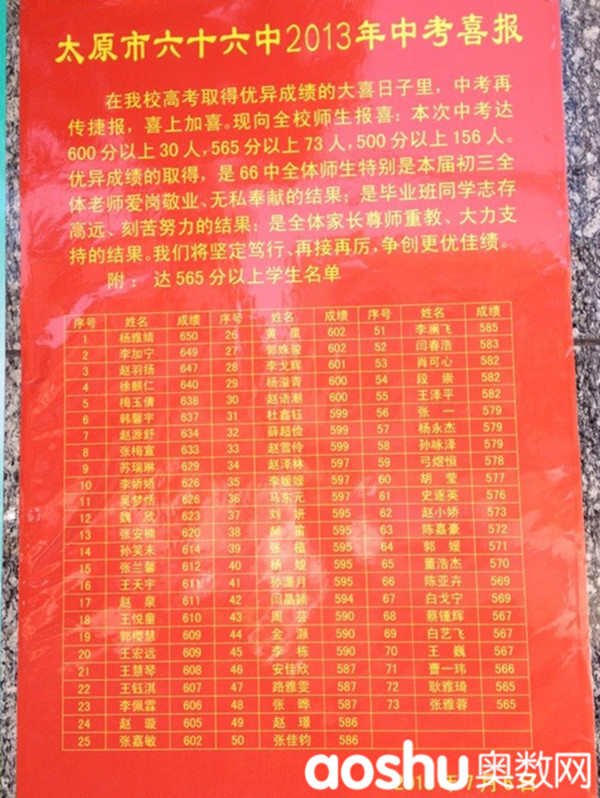 太原市六十六中2013年中考喜报
在我校高考取得优异成绩的大喜日子里，中考再
传捷报，喜上加喜。现向全校师生报喜：本次中考达
600分以上30人，565分以上73人，500分以上156人。
优异成绩的取得，是66中全体师生特别是本届初三全
体老师爱岗敬业、无私奉献的结果；是毕业班同学志存
高远、刻苦努力的结果；是全体家长尊师重教、大力支
持的结果。我们将坚定笃行、再接再厉，争创更优佳绩。
附：达565分以上学生名单
序号 姓名 成绩 序号 姓名 成绩 序号 姓名 成绩
1 杨雅婧 650 26 黄星 602 51 李澜飞 585
2 李加宁 649 27 郭姝骏 602 52 闫春浩 583
3 赵羽扬 647 28 李戈辉 601 53 肖可心 582
4 徐麒仁 640 29 杨溢青 600 54 段崇 582
5 梅玉倩 638 30 赵语潮 600 55 王泽平 582
6 韩馨宇 637 31 杜鑫钰 599 56 张一 579
7 赵源舒 634 32 薛超俭 599 57 杨永杰 579
8 张梅宣 633 33 赵雪伶 599 58 孙咏泽 579
9 苏瑞琳 629 34 赵泽林 597 59 弓煜恒 578
10 李娇娇 626 35 李媛媛 597 60 胡莹 577
11 吴梦恬 626 36 马东元 597 61 史逐英 576
12 魏欣 623 37 刘妍 595 62 赵小娇 573
13 张安楠 620 38 笛 595 63 陈嘉豪 572
14 孙笑未 614 39 张 595 64 郭媛 571
15 张兰馨 612 40 杨 595 65 董浩杰 570
16 王天宇 611 41 孙潇月 595 66 陈亚卉 569
17 赵泉 611 42 闫晶 594 67 白戈宁 569
18 王悦童 610 43 周芸 590 68 蔡锺辉 567
19 郭樱慧 609 44 金灏 590 69 白艺飞 567
20 王宏远 609 45 李栋 590 70 王巍 567
21 王慧琴 608 46 安佳欣 587 71 曹一玮 566
22 王钰淇 607 47 路雅雯 587 72 耿雅琦 565
23 李佩霖 606 48 张晔 587 73 张雅蓉 565
24 赵璇 605 49 赵璟 586
25 张嘉敏 602 50 张佳钧 586
年7月6日
aoshu奥数网